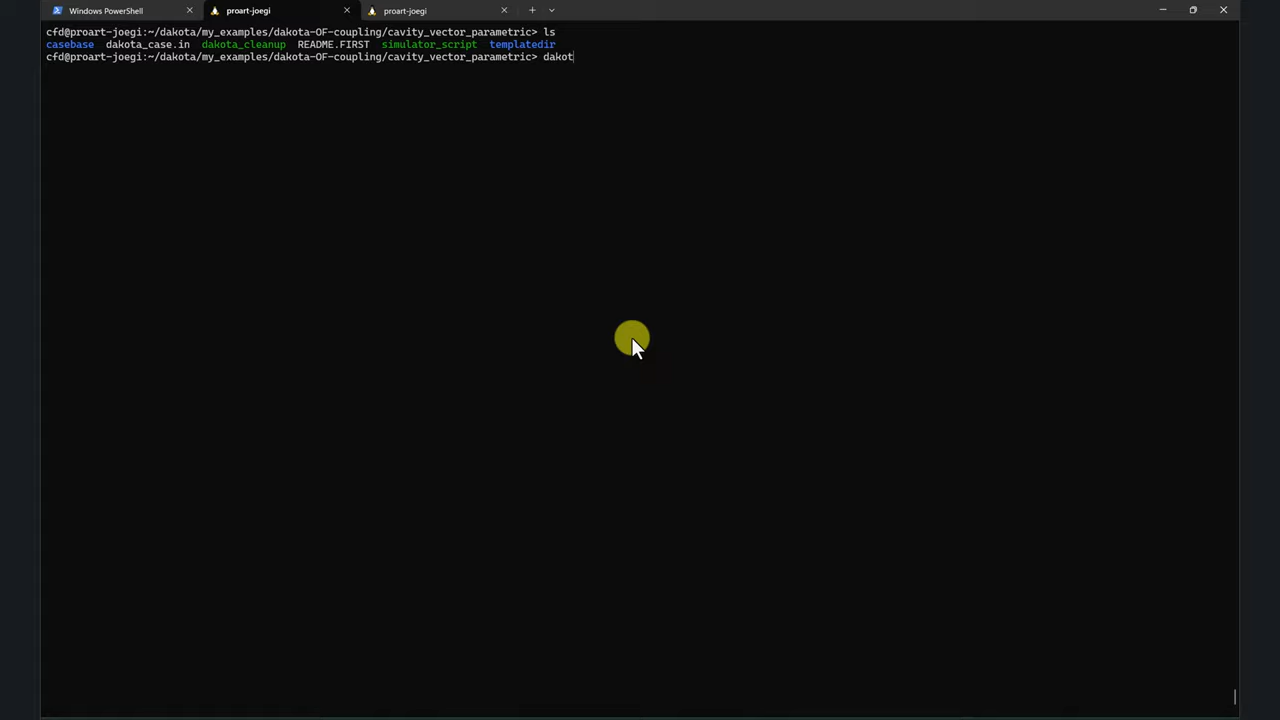 Windows PowerShell
proart-joegi
proart-joegi
cfd@proart-joegi:~/dakota/my_examples/dakota-OF-coupling/cavity_vector_parametric> ls
casebase dakota_case.in dakota_cleanup README.FIRST simulator_script templatedir
cfd@proart-joegi:~/dakota/my_examples/dakota-OF-coupling/cavity_vector_parametric> dakot